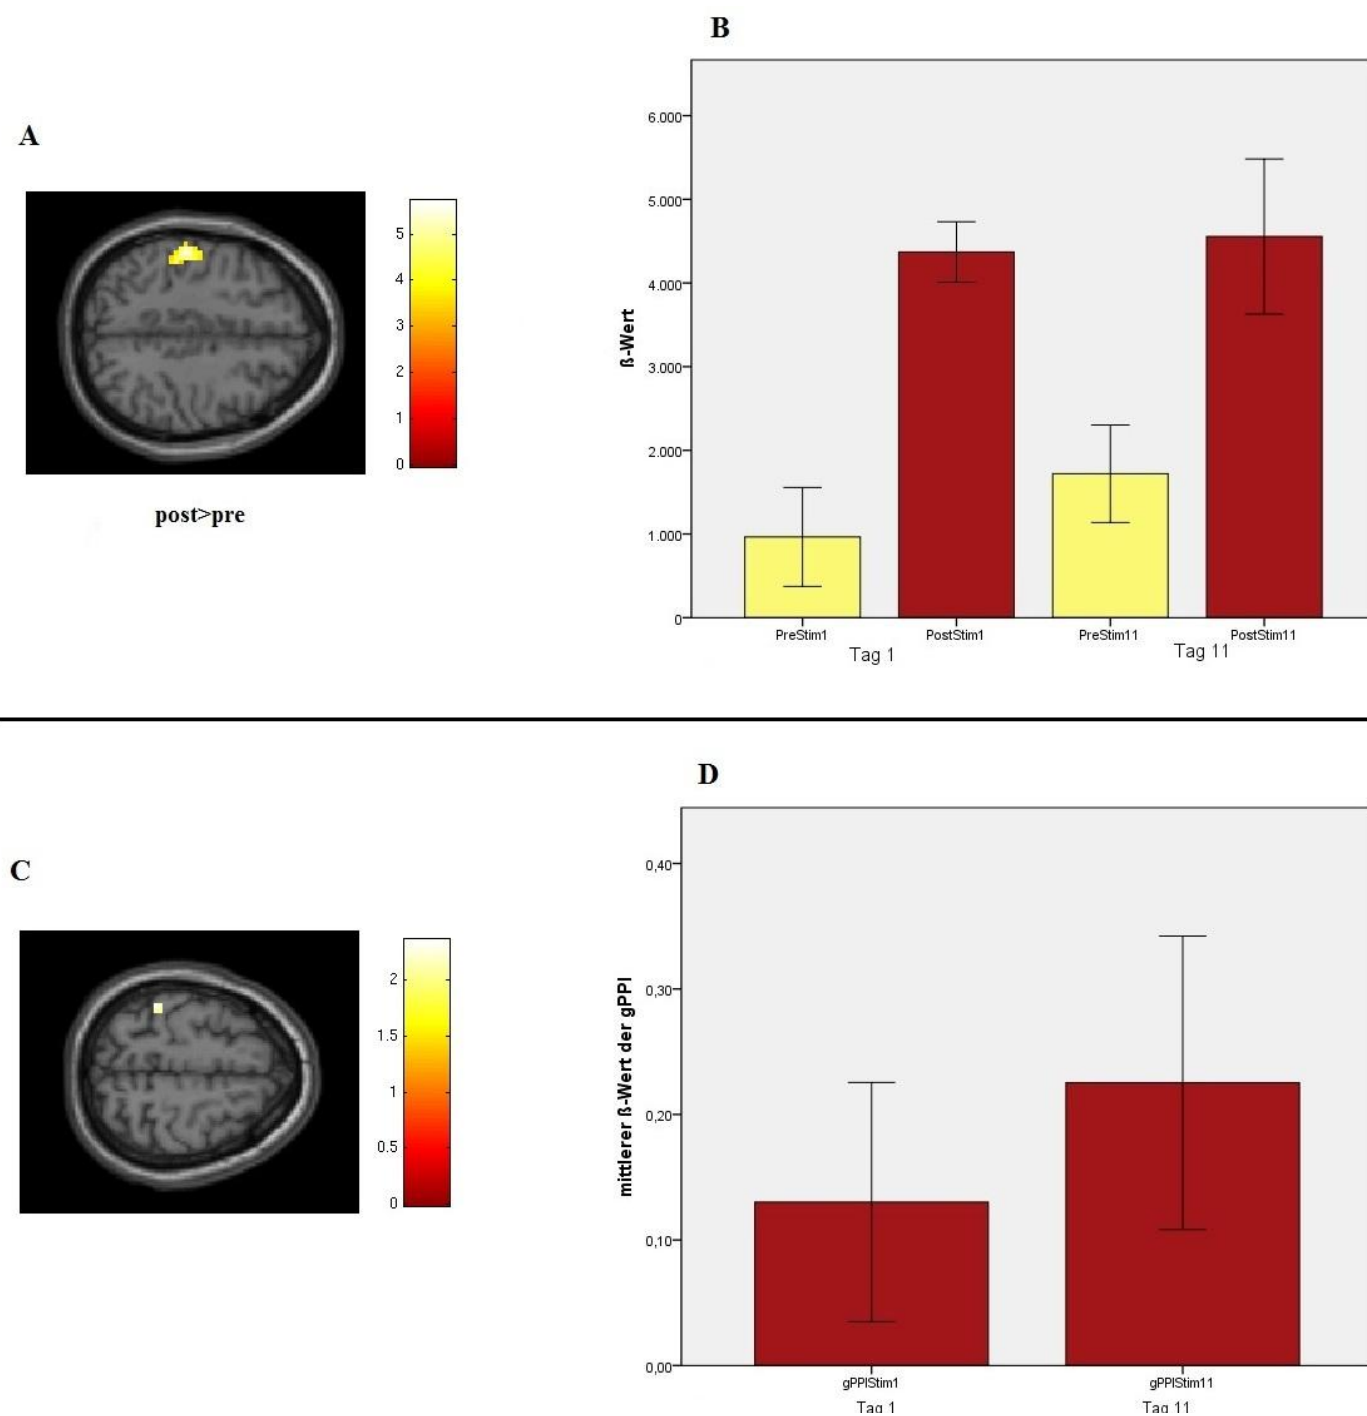 A
5
4
3
2
1
0
post>pre
B
6.000
5.000
4.000
3.000
2.000
1.000
0
ß-Wert
PreStim1 PostStim1 PreStim11 PostStim11
Tag 1 Tag 11
C
2
1.5
1
0.5
0
D
0,40
0,30
0,20
0,10
0,00
mittlerer ß-Wert der gPPI
gPPIStim1 gPPIStim11
Tag 1 Tag 11